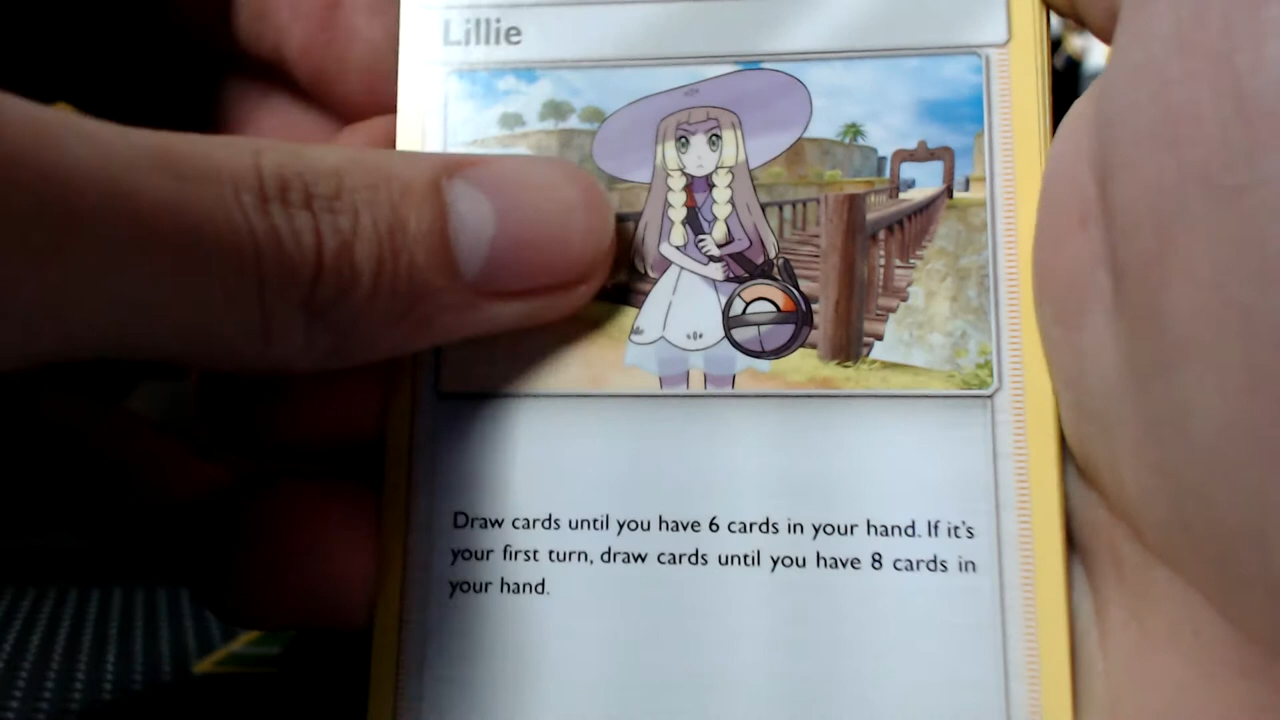 Lillie
Draw cards until you have 6 cards in your hand. If it's
your first turn, draw cards until you have 8 cards in
your hand.